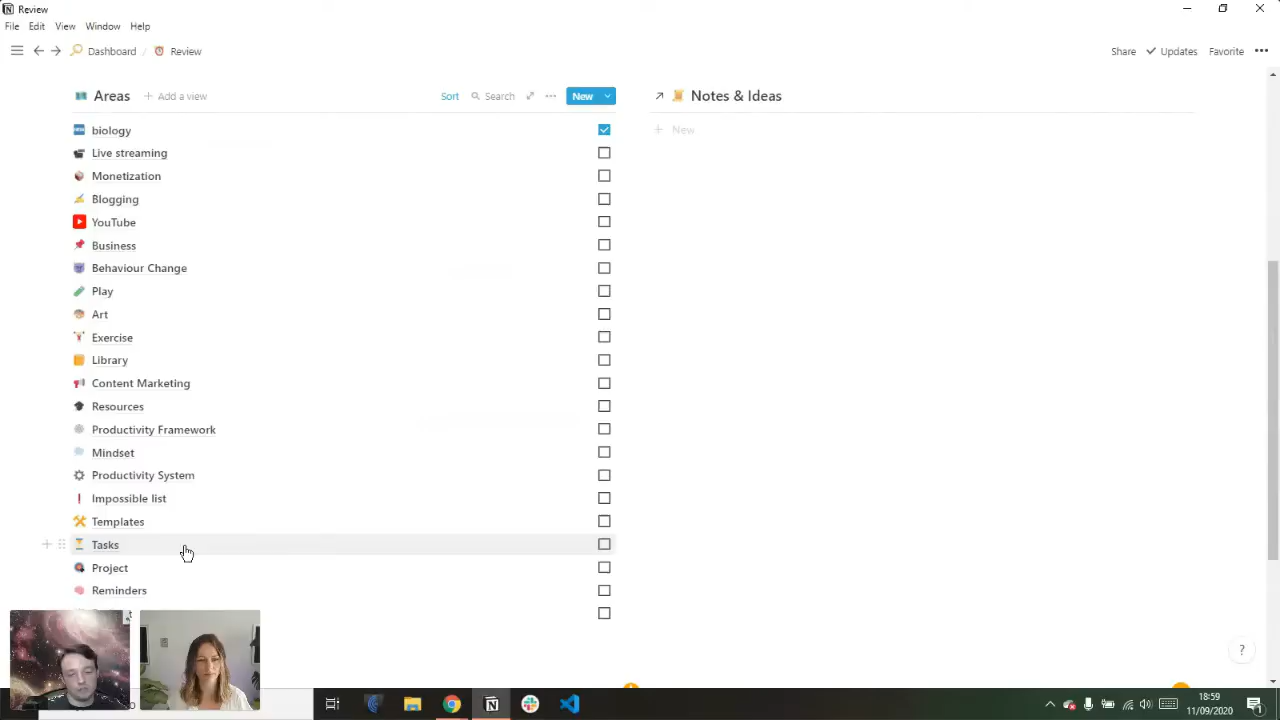 Review
File Edit View Window Help
Dashboard / Review
Share Updates Favorite
Areas + Add a view Sort Search New
biology
Live streaming
Monetization
Blogging
YouTube
Business
Behaviour Change
Play
Art
Exercise
Library
Content Marketing
Resources
Productivity Framework
Mindset
Productivity System
Impossible list
Templates
Tasks
Project
Reminders
Notes & Ideas
+ New
?
18:59
11/09/2020